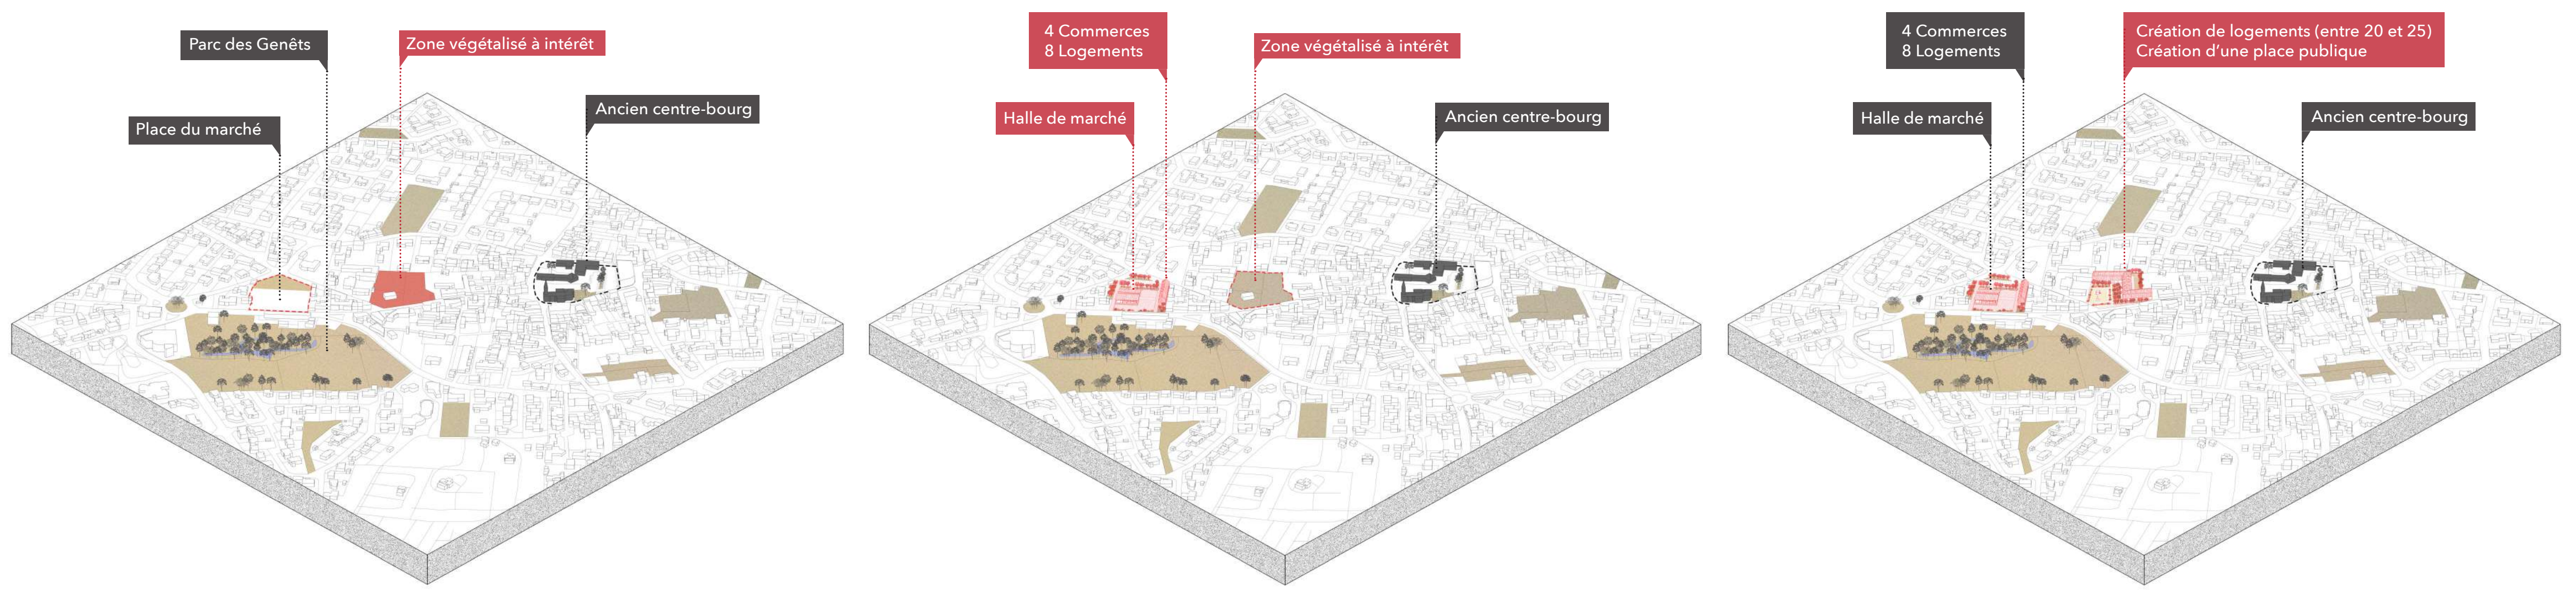 Parc des Genêts
Zone végétalisé à intérêt
Place du marché
Ancien centre-bourg
4 Commerces
8 Logements
Zone végétalisé à intérêt
Halle de marché
Ancien centre-bourg
4 Commerces
8 Logements
Création de logements (entre 20 et 25)
Création d'une place publique
Halle de marché
Ancien centre-bourg